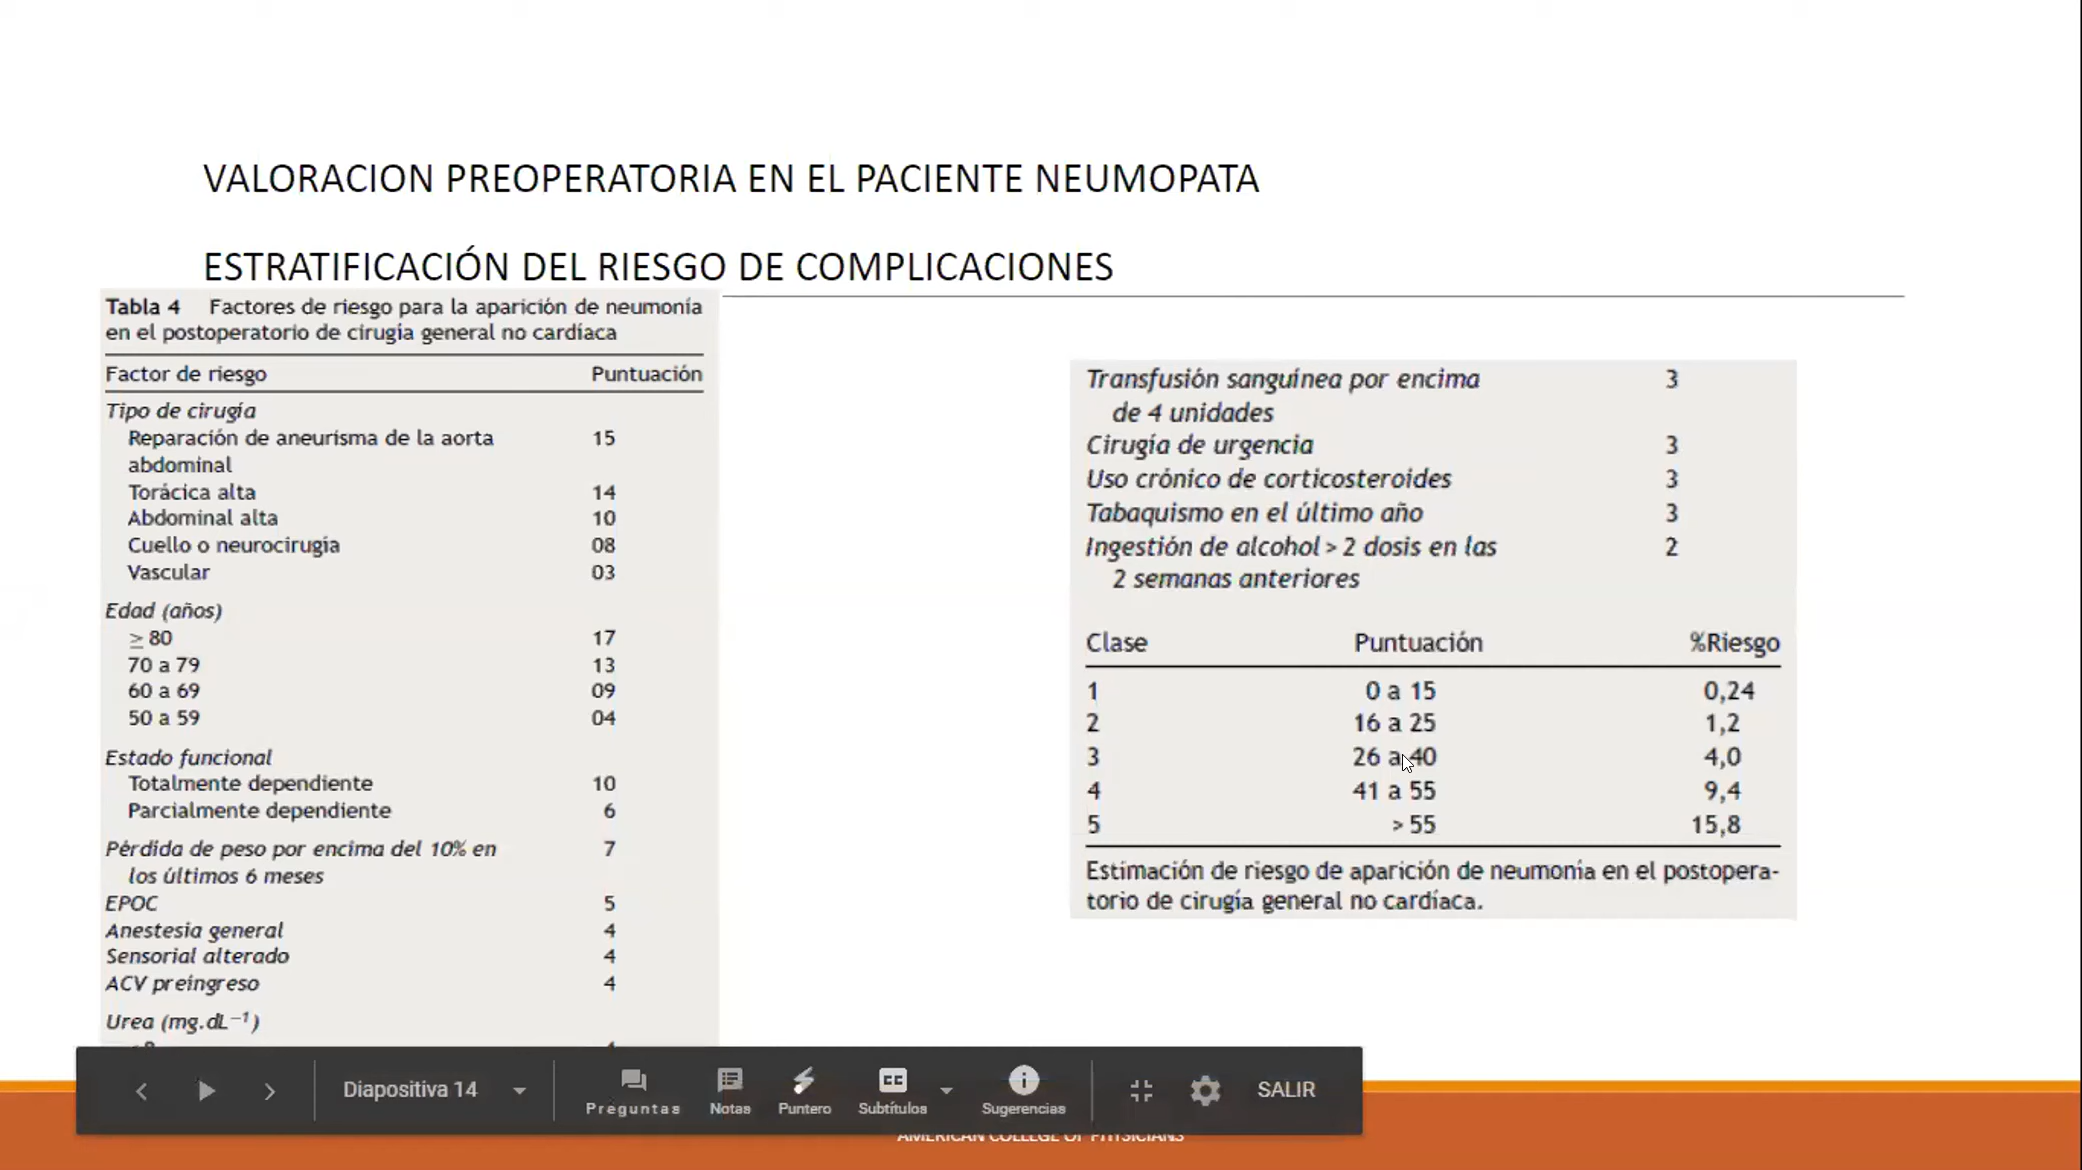 VALORACION PREOPERATORIA EN EL PACIENTE NEUMOPATA
ESTRATIFICACIÓN DEL RIESGO DE COMPLICACIONES
Tabla 4 Factores de riesgo para la aparición de neumonía
en el postoperatorio de cirugía general no cardíaca
Factor de riesgo Puntuación
Tipo de cirugía
Reparación de aneurisma de la aorta 15
abdominal
Torácica alta 14
Abdominal alta 10
Cuello o neurocirugía 08
Vascular 03
Edad (años)
≥ 80 17
70 a 79 13
60 a 69 09
50 a 59 04
Estado funcional
Totalmente dependiente 10
Parcialmente dependiente 6
Pérdida de peso por encima del 10% en 7
los últimos 6 meses
EPOC 5
Anestesia general 4
Sensorial alterado 4
ACV preingreso 4
Urea (mg.dL⁻¹)
Transfusión sanguínea por encima 3
de 4 unidades
Cirugía de urgencia 3
Uso crónico de corticosteroides 3
Tabaquismo en el último año 3
Ingestión de alcohol > 2 dosis en las 2
2 semanas anteriores
Clase Puntuación %Riesgo
1 0 a 15 0,24
2 16 a 25 1,2
3 26 a 40 4,0
4 41 a 55 9,4
5 > 55 15,8
Estimación de riesgo de aparición de neumonía en el postopera-
torio de cirugía general no cardíaca.
Diapositiva 14
Preguntas
Notas
Puntero
CC
Subtítulos
Sugerencias
SALIR
AMERICAN COLLEGE OF PHYSICIANS